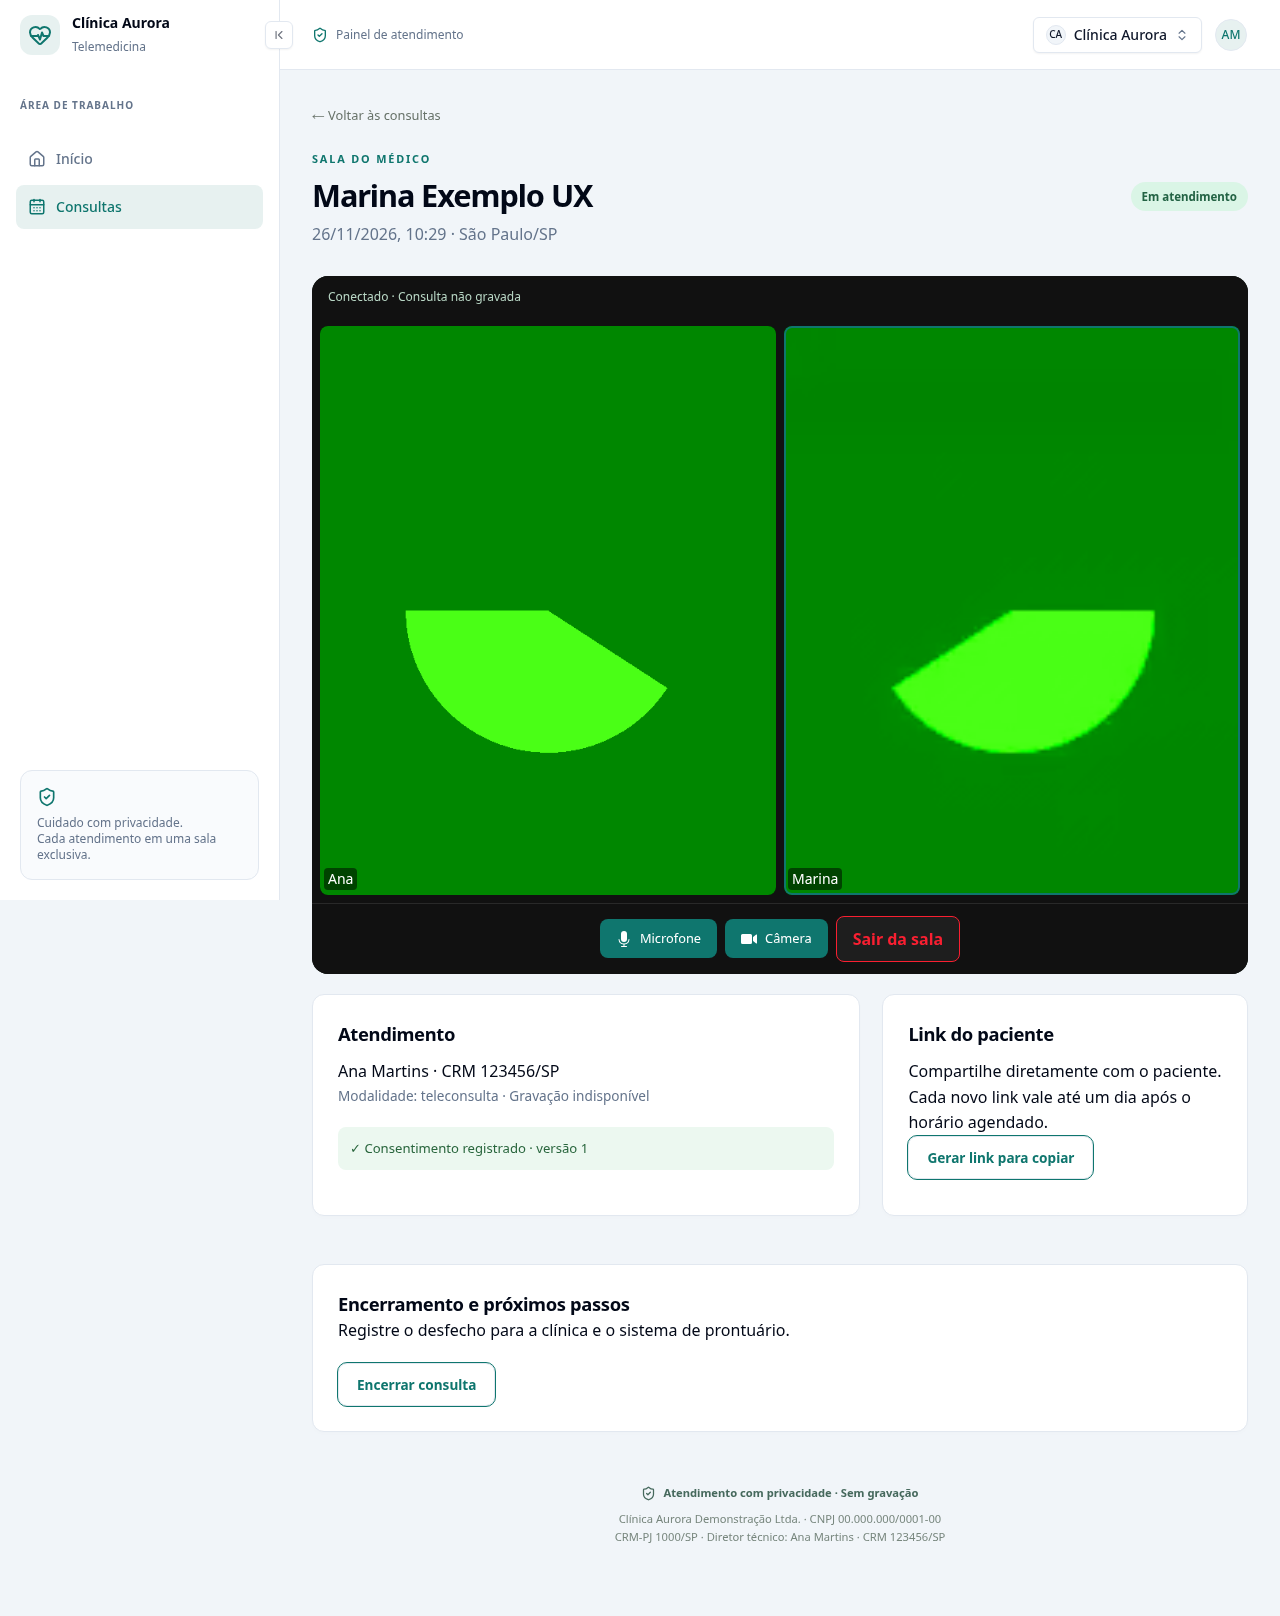 Clínica Aurora
Telemedicina
ÁREA DE TRABALHO
Início
Consultas
Cuidado com privacidade.
Cada atendimento em uma sala
exclusiva.
Painel de atendimento
CA Clínica Aurora
AM
← Voltar às consultas
SALA DO MÉDICO
Marina Exemplo UX
Em atendimento
26/11/2026, 10:29 · São Paulo/SP
Conectado · Consulta não gravada
Ana
Marina
Microfone
Câmera
Sair da sala
Atendimento
Ana Martins · CRM 123456/SP
Modalidade: teleconsulta · Gravação indisponível
✓ Consentimento registrado · versão 1
Link do paciente
Compartilhe diretamente com o paciente.
Cada novo link vale até um dia após o
horário agendado.
Gerar link para copiar
Encerramento e próximos passos
Registre o desfecho para a clínica e o sistema de prontuário.
Encerrar consulta
Atendimento com privacidade · Sem gravação
Clínica Aurora Demonstração Ltda. · CNPJ 00.000.000/0001-00
CRM-PJ 1000/SP · Diretor técnico: Ana Martins · CRM 123456/SP